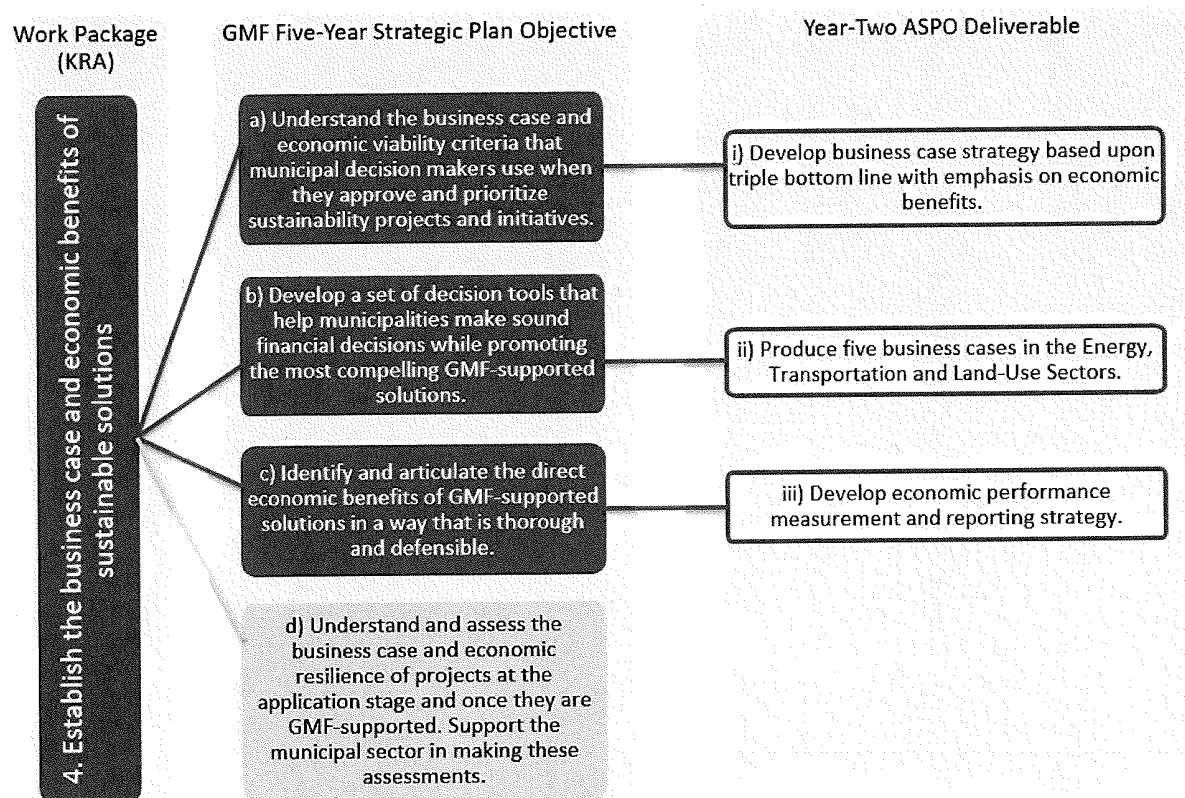 Work Package
(KRA)
GMF Five-Year Strategic Plan Objective
Year-Two ASPO Deliverable
4. Establish the business case and economic benefits of
sustainable solutions
a) Understand the business case and
economic viability criteria that
municipal decision makers use when
they approve and prioritize
sustainability projects and initiatives.
i) Develop business case strategy based upon
triple bottom line with emphasis on economic
benefits.
b) Develop a set of decision tools that
help municipalities make sound
financial decisions while promoting
the most compelling GMF-supported
solutions.
ii) Produce five business cases in the Energy,
Transportation and Land-Use Sectors.
c) Identify and articulate the direct
economic benefits of GMF-supported
solutions in a way that is thorough
and defensible.
iii) Develop economic performance
measurement and reporting strategy.
d) Understand and assess the
business case and economic
resilience of projects at the
application stage and once they are
GMF-supported. Support the
municipal sector in making these
assessments.